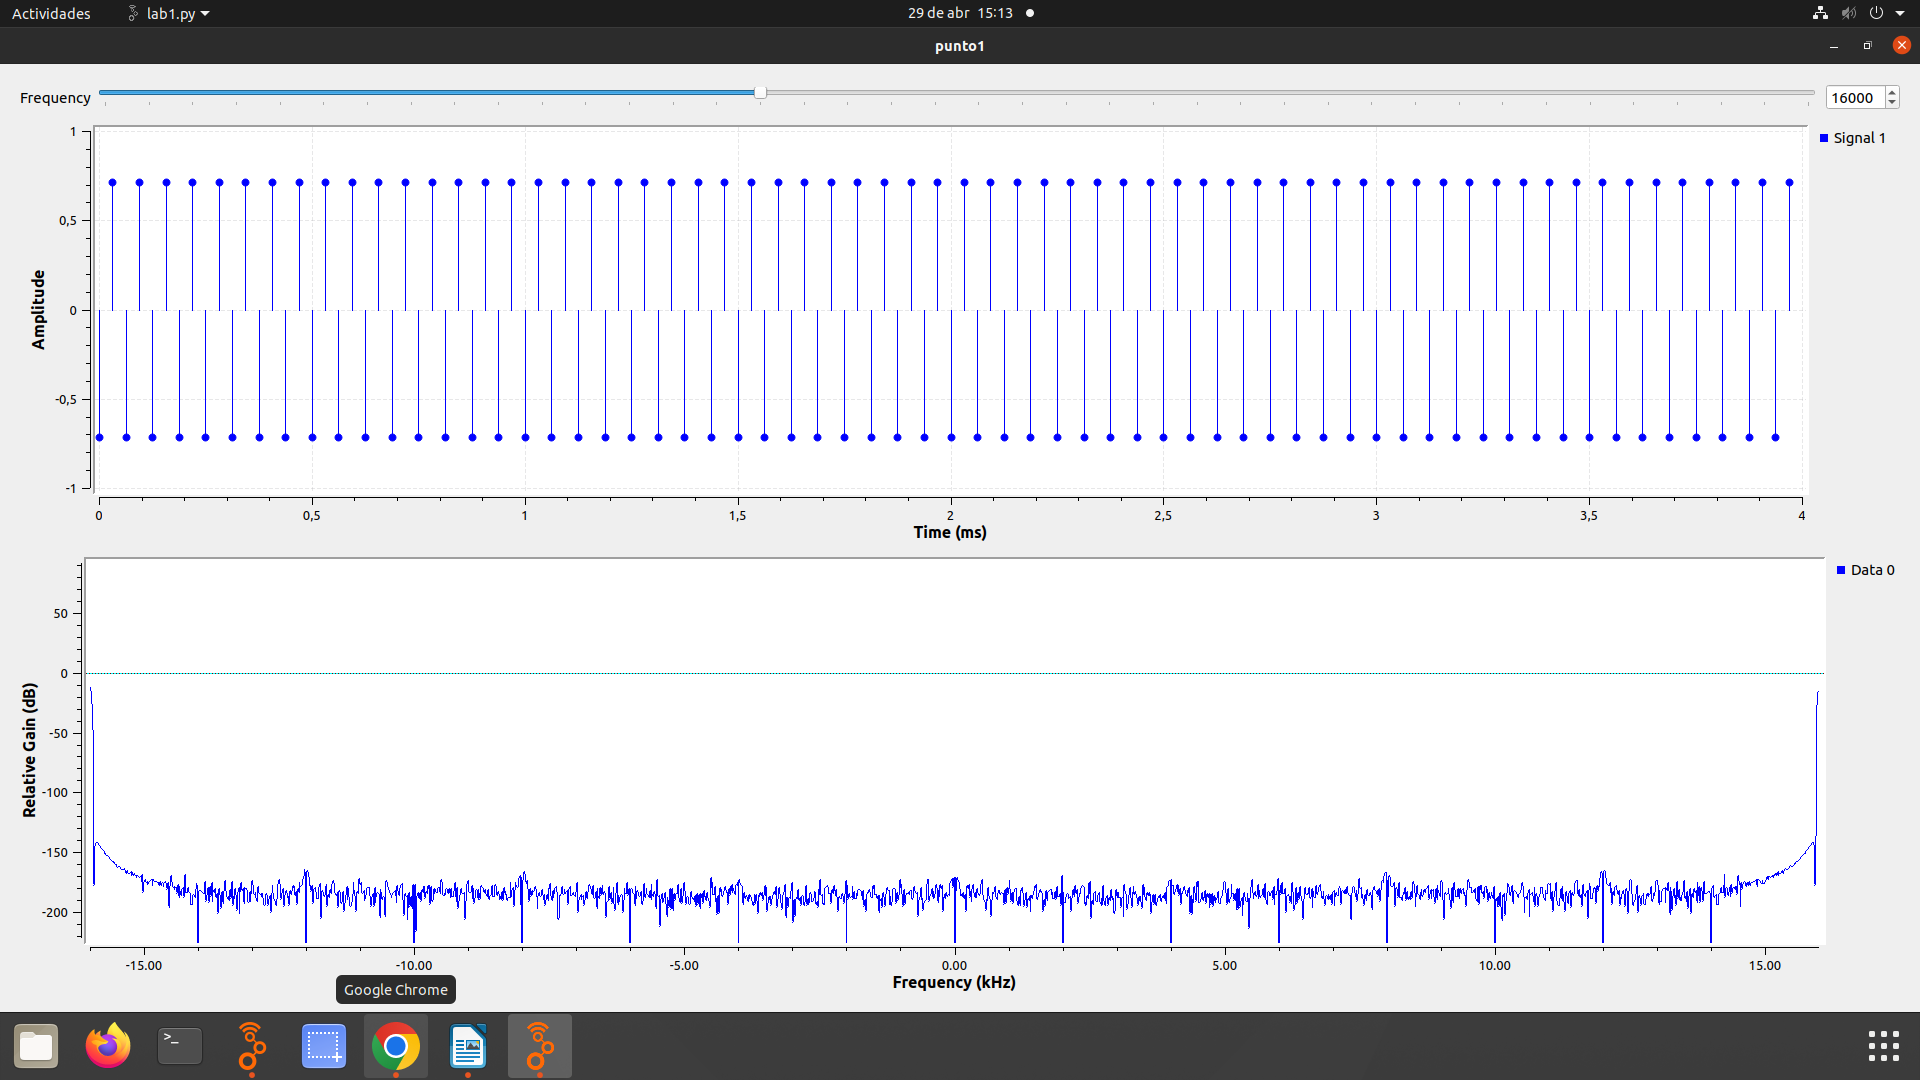 Actividades lab1.py 29 de abr 15:13
punto1
Frequency 16000
Signal 1
1
0,5
0
-0,5
-1
Amplitude
0 0,5 1 1,5 2 2,5 3 3,5 4
Time (ms)
Data 0
50
0
-50
-100
-150
-200
Relative Gain (dB)
-15.00 -10.00 -5.00 0.00 5.00 10.00 15.00
Frequency (kHz)
Google Chrome
>_